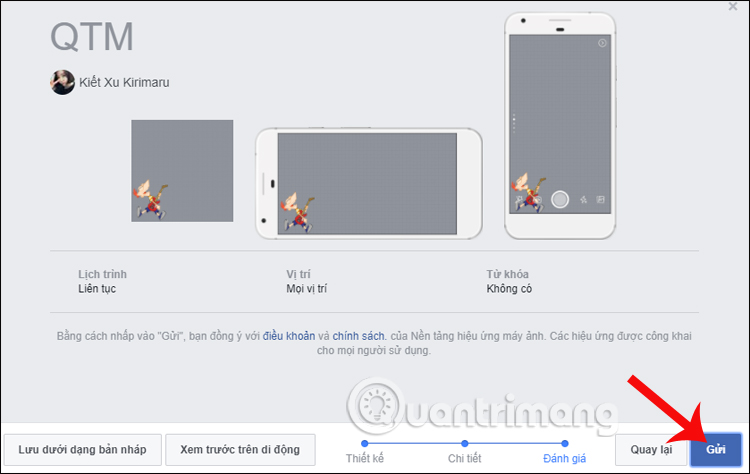 ×
QTM
Kiết Xu Kirimaru
Lịch trình
Liên tục
Vị trí
Mọi vị trí
Từ khóa
Không có
Bằng cách nhấp vào "Gửi", bạn đồng ý với điều khoản và chính sách. của Nền tảng hiệu ứng máy ảnh. Các hiệu ứng được công khai
cho mọi người sử dụng.
Quantrimang
Lưu dưới dạng bản nháp
Xem trước trên di động
Thiết kế
Chi tiết
Đánh giá
Quay lại
Gửi